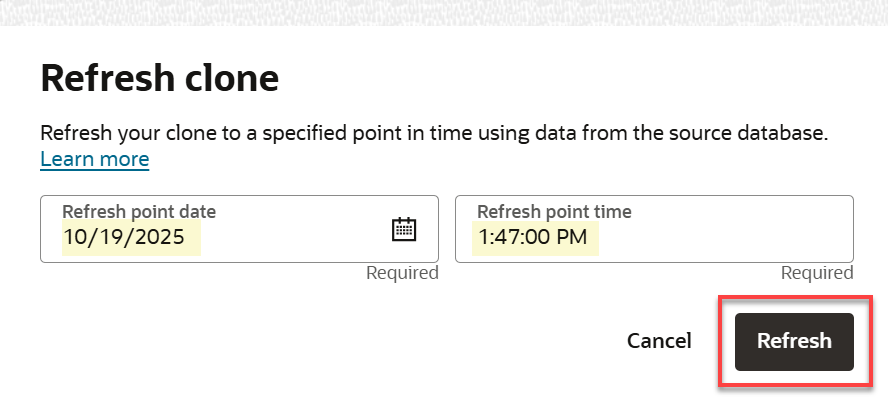 Refresh clone
Refresh your clone to a specified point in time using data from the source database.
Learn more
Refresh point date
10/19/2025
Required
Refresh point time
1:47:00 PM
Required
Cancel
Refresh